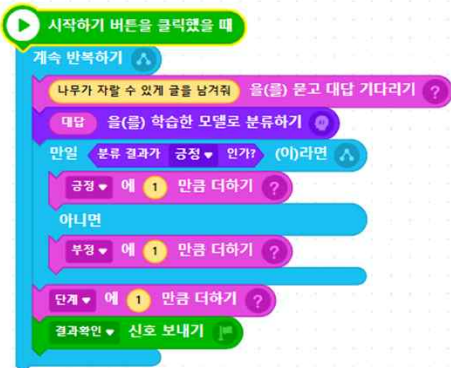 시작하기 버튼을 클릭했을 때
계속 반복하기
나무가 자랄 수 있게 글을 남겨줘 을(를) 묻고 대답 기다리기 ?
대답 을(를) 학습한 모델로 분류하기
만일 분류 결과가 긍정 인가? (이)라면
긍정 에 1 만큼 더하기 ?
아니면
부정 에 1 만큼 더하기 ?
단계 에 1 만큼 더하기 ?
결과확인 신호 보내기